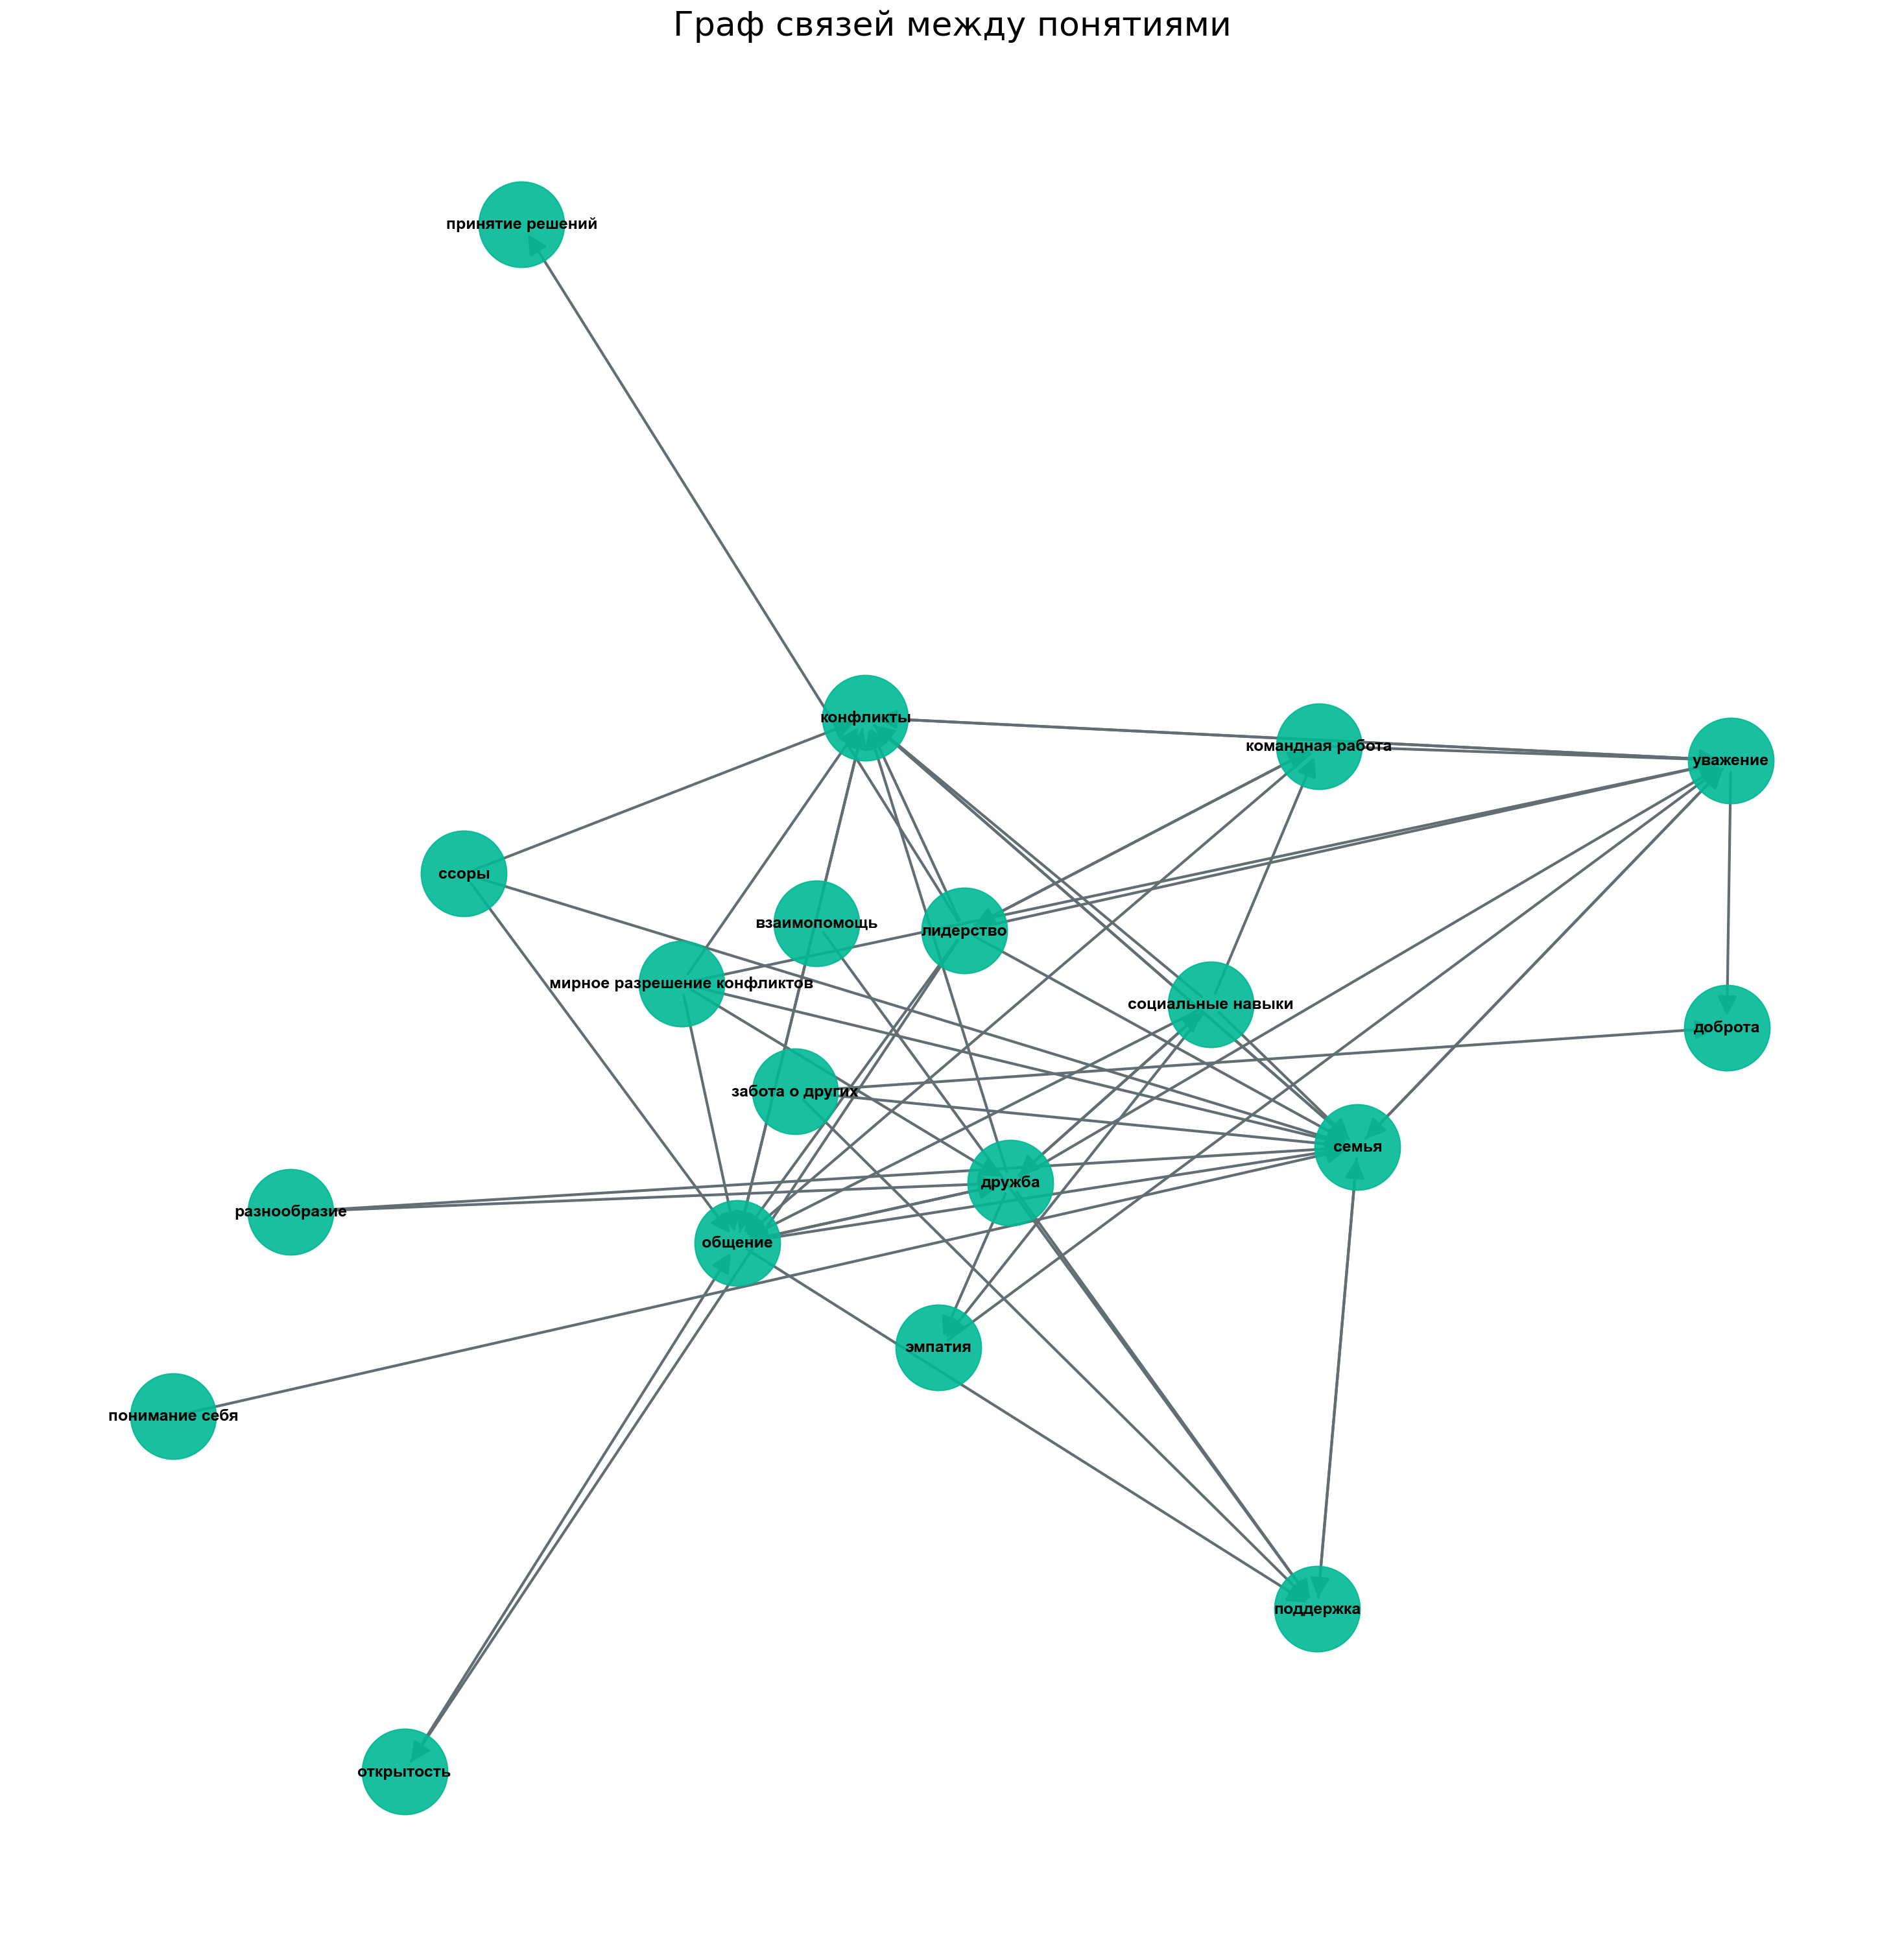 Граф связей между понятиями
принятие решений
конфликты
командная работа
уважение
ссоры
взаимопомощь
лидерство
мирное разрешение конфликтов
социальные навыки
доброта
забота о других
семья
дружба
разнообразие
общение
эмпатия
понимание себя
поддержка
открытость